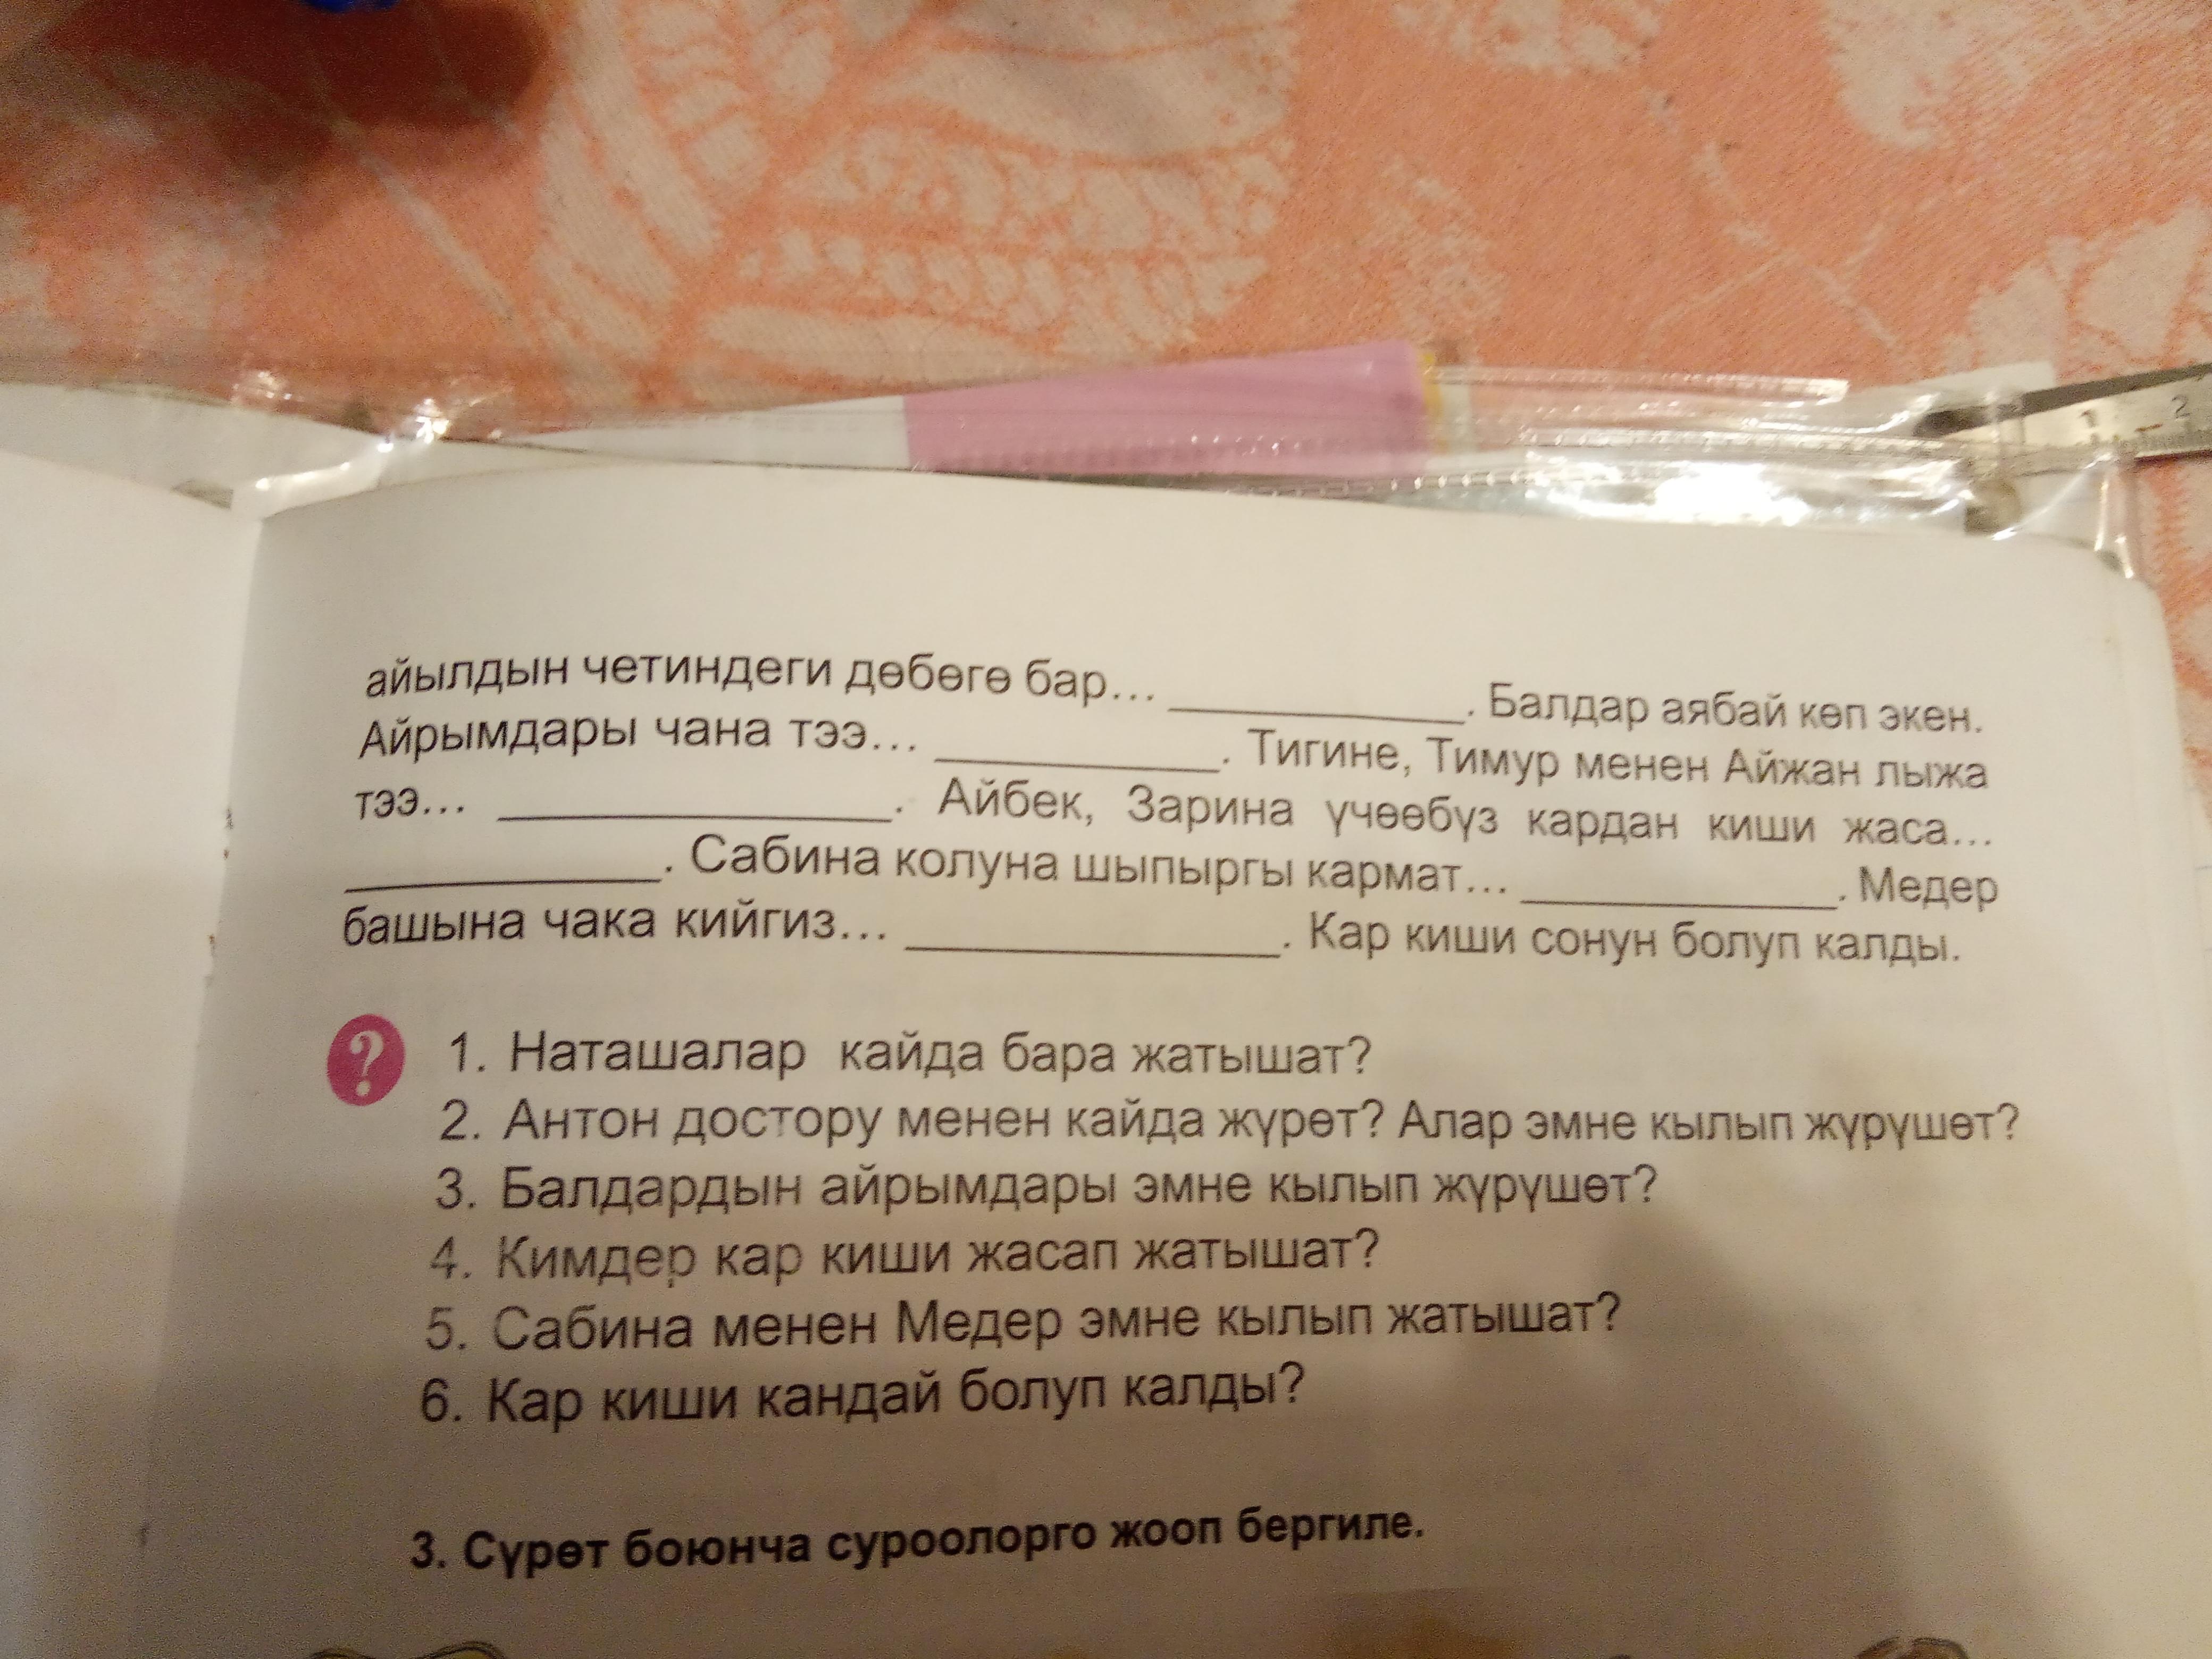 айылдын четиндеги дөбөгө бар... ____________. Балдар аябай көп экен.
Айрымдары чана тээ... ____________. Тигине, Тимур менен Айжан лыжа
тээ... ________________. Айбек, Зарина үчөөбүз кардан киши жаса...
_____________. Сабина колуна шыпыргы кармат... _____________. Медер
башына чака кийгиз... ________________. Кар киши сонун болуп калды.
? 1. Наташалар кайда бара жатышат?
2. Антон достору менен кайда жүрөт? Алар эмне кылып жүрүшөт?
3. Балдардын айрымдары эмне кылып жүрүшөт?
4. Кимдер кар киши жасап жатышат?
5. Сабина менен Медер эмне кылып жатышат?
6. Кар киши кандай болуп калды?
3. Сүрөт боюнча суроолорго жооп бергиле.
1 2